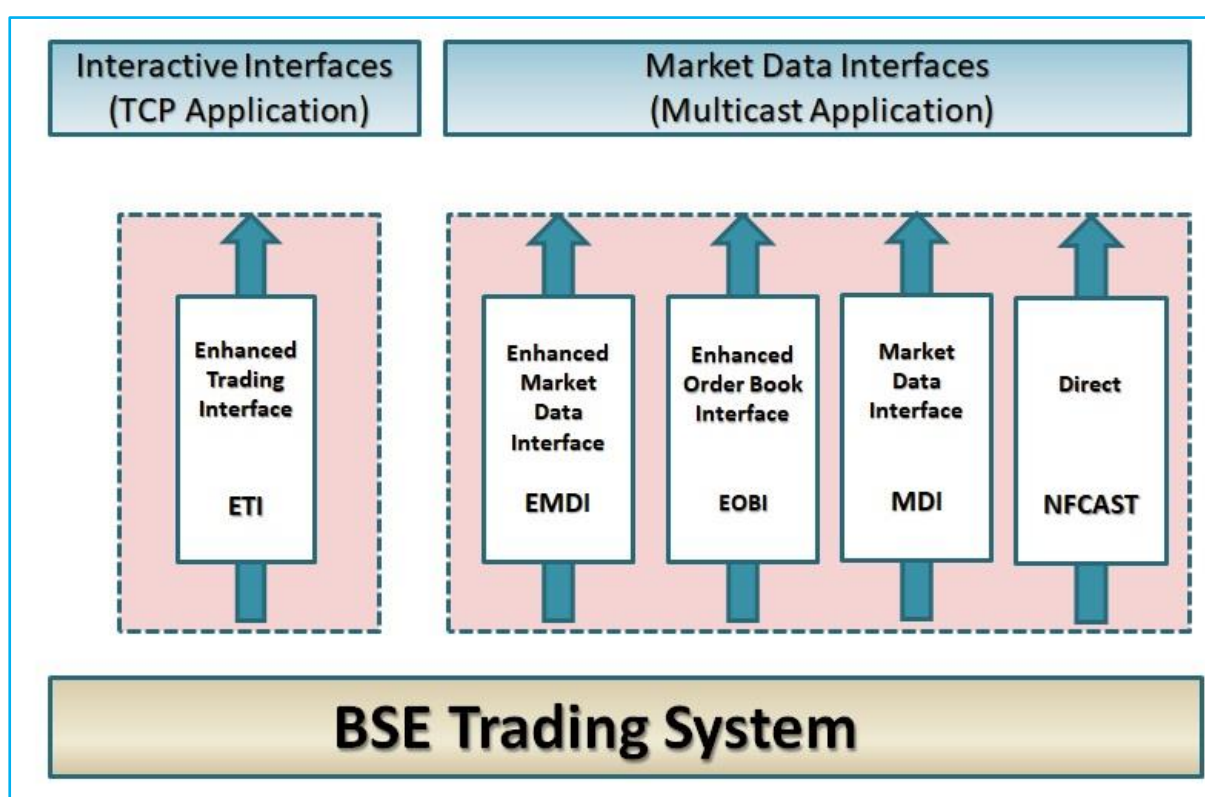 Interactive Interfaces
(TCP Application)
Market Data Interfaces
(Multicast Application)
Enhanced
Trading
Interface
ETI
Enhanced
Market
Data
Interface
EMDI
Enhanced
Order Book
Interface
EOBI
Market
Data
Interface
MDI
Direct
NFCAST
BSE Trading System